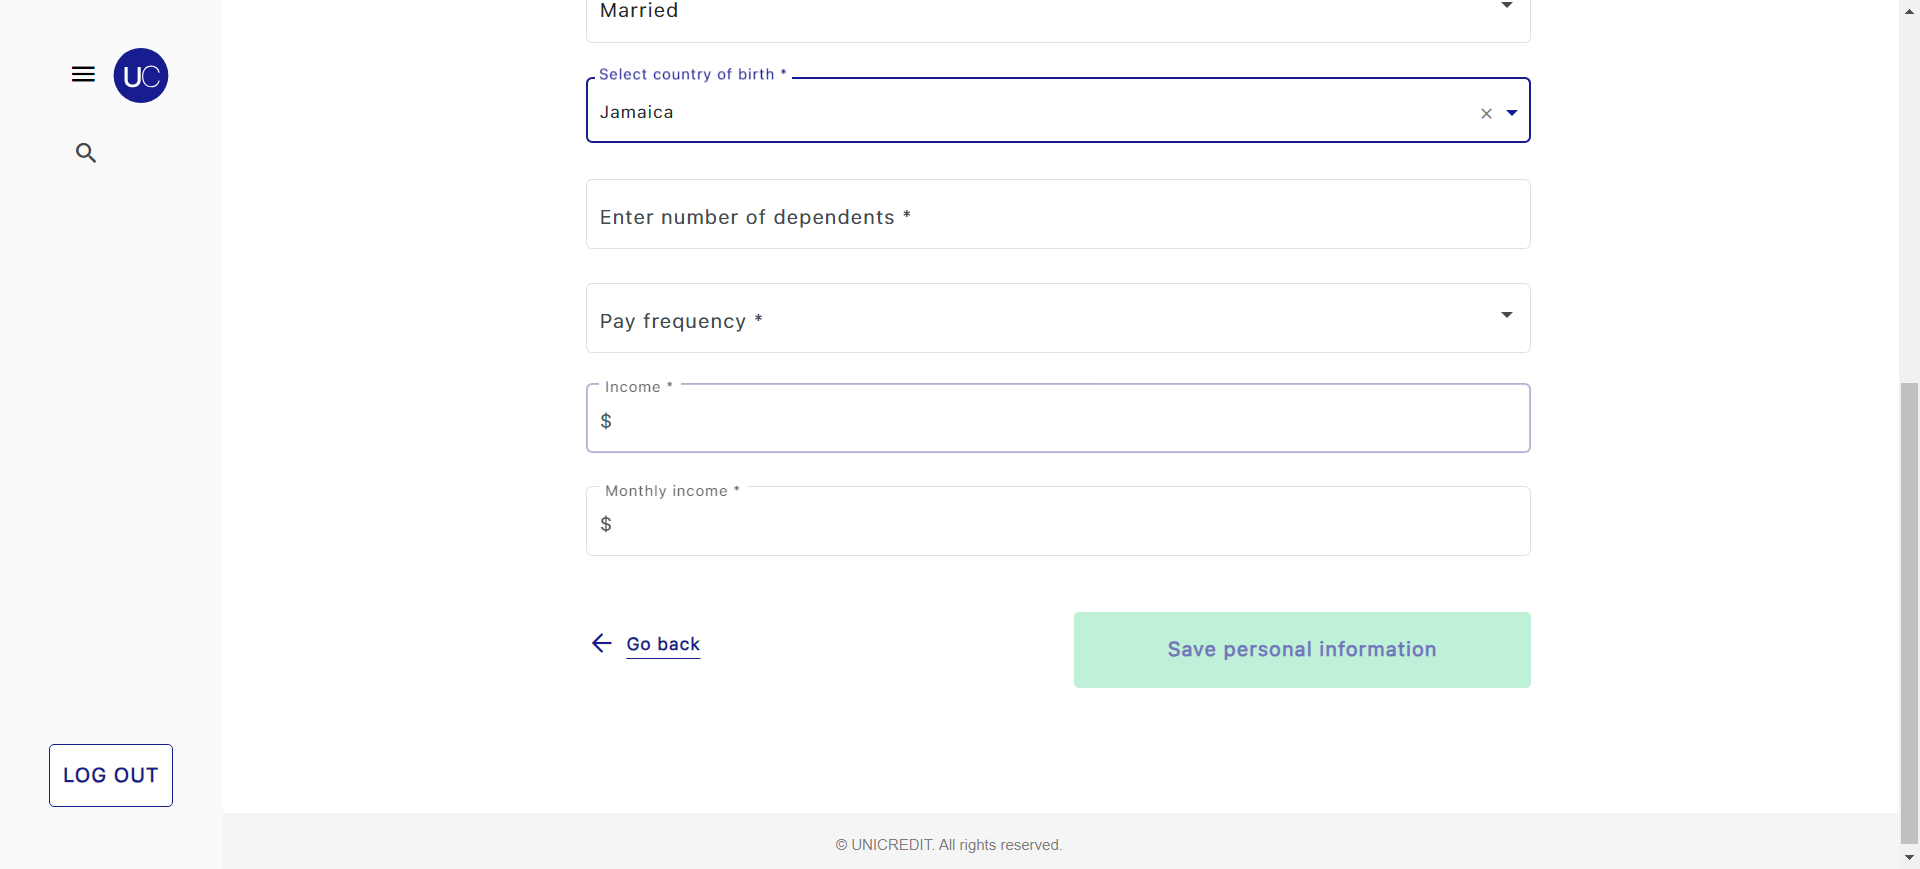 Married
UC
Select country of birth *
Jamaica
Enter number of dependents *
Pay frequency *
Income *
$
Monthly income *
$
Go back
Save personal information
LOG OUT
© UNICREDIT. All rights reserved.